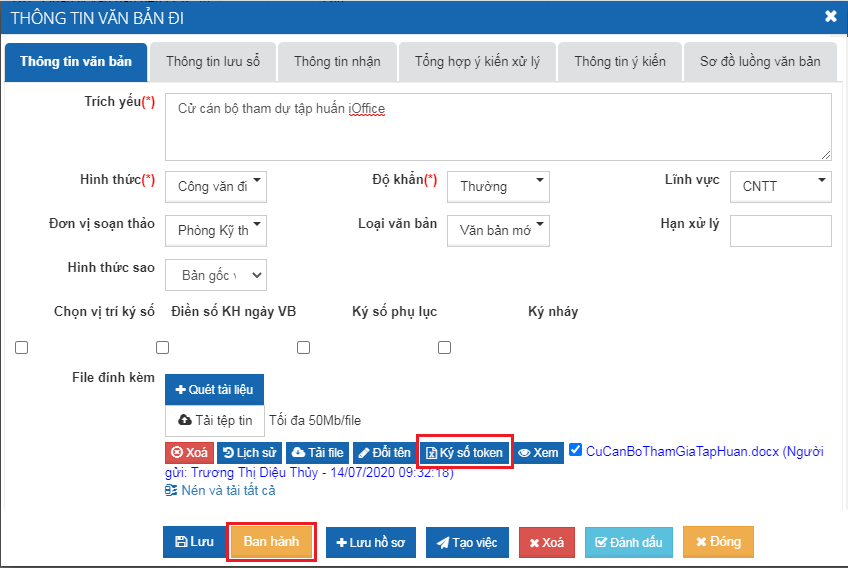 THÔNG TIN VĂN BẢN ĐI
Thông tin văn bản Thông tin lưu sổ Thông tin nhận Tổng hợp ý kiến xử lý Thông tin ý kiến Sơ đồ luồng văn bản
Trích yếu(*) Cử cán bộ tham dự tập huấn iOffice
Hình thức(*) Công văn đi Độ khẩn(*) Thường Lĩnh vực CNTT
Đơn vị soạn thảo Phòng Kỹ th Loại văn bản Văn bản mớ Hạn xử lý
Hình thức sao Bản gốc
Chọn vị trí ký số Điền số KH ngày VB Ký số phụ lục Ký nháy
File đính kèm
Quét tài liệu
Tải tệp tin Tối đa 50Mb/file
Xoá Lịch sử Tải file Đổi tên Ký số token Xem CuCanBoThamGiaTapHuan.docx (Người
gửi: Trương Thị Diệu Thủy - 14/07/2020 09:32:18)
Nén và tải tất cả
Lưu Ban hành Lưu hồ sơ Tạo việc Xoá Đánh dấu Đóng